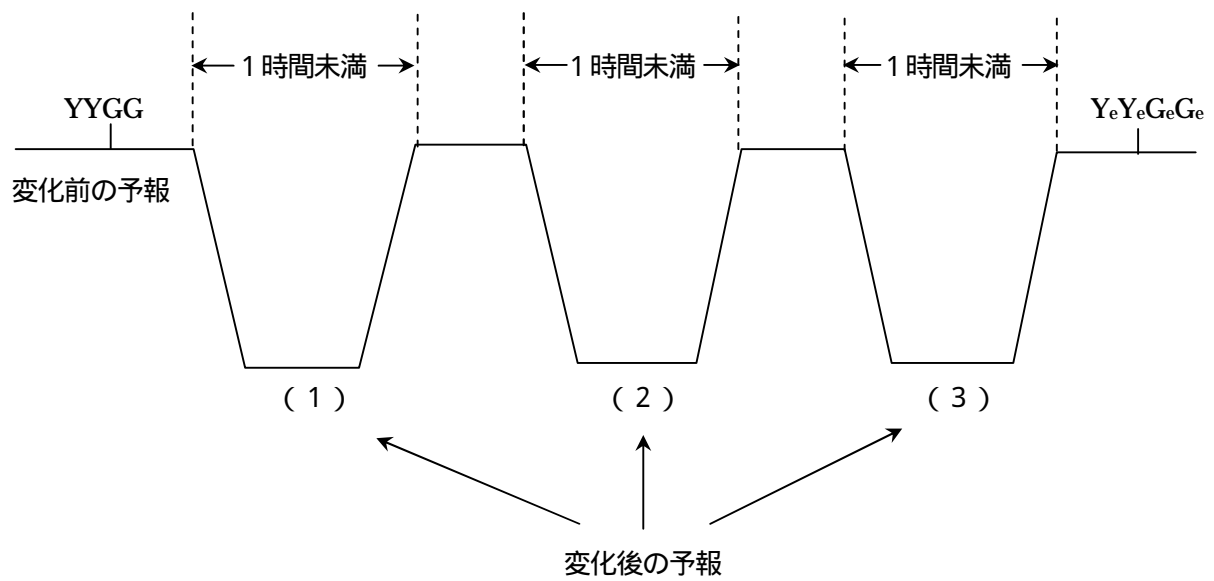 1 時間未満 1 時間未満 1 時間未満
YYGG YeYeGeGe
変化前の予報
( 1 ) ( 2 ) ( 3 )
変化後の予報